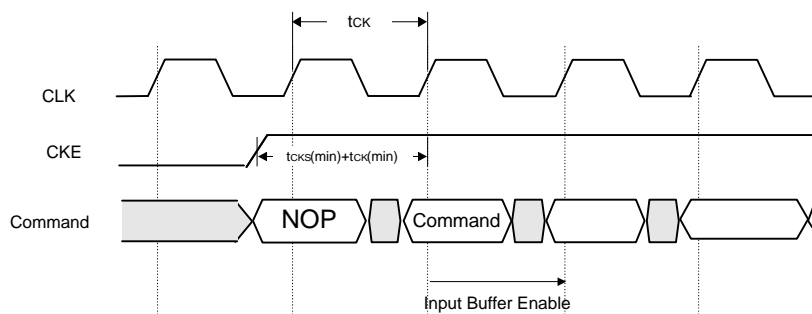 tCK
CLK
CKE
tCKS(min)+tCK(min)
Command
NOP
Command
Input Buffer Enable